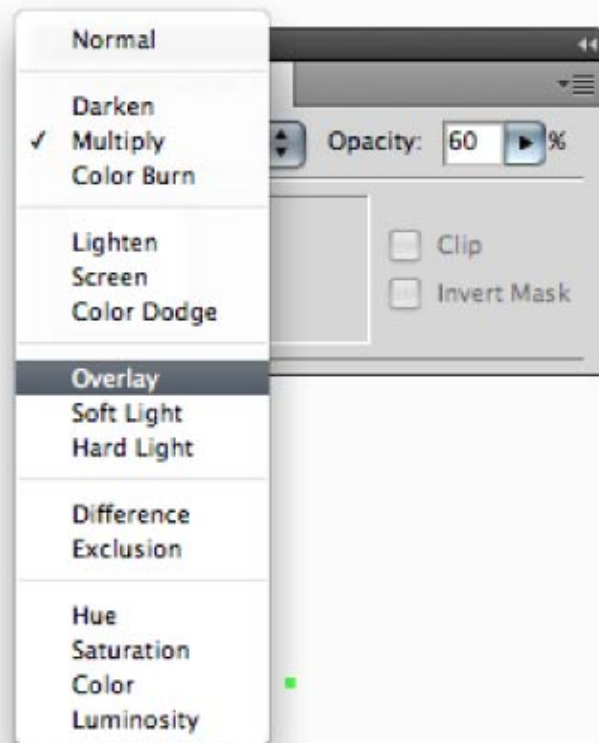 Normal
Darken
✓ Multiply
Opacity: 60 %
Color Burn
Lighten
Clip
Screen
Invert Mask
Color Dodge
Overlay
Soft Light
Hard Light
Difference
Exclusion
Hue
Saturation
Color
Luminosity